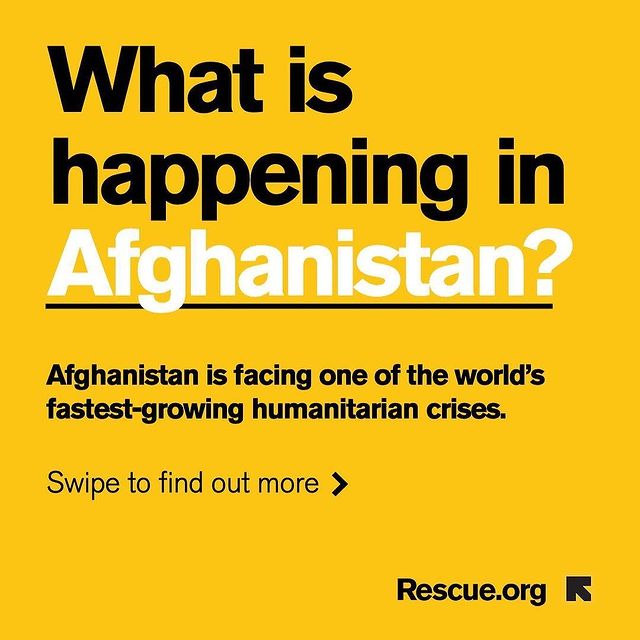 What is
happening in
Afghanistan?
Afghanistan is facing one of the world’s
fastest-growing humanitarian crises.
Swipe to find out more >
Rescue.org